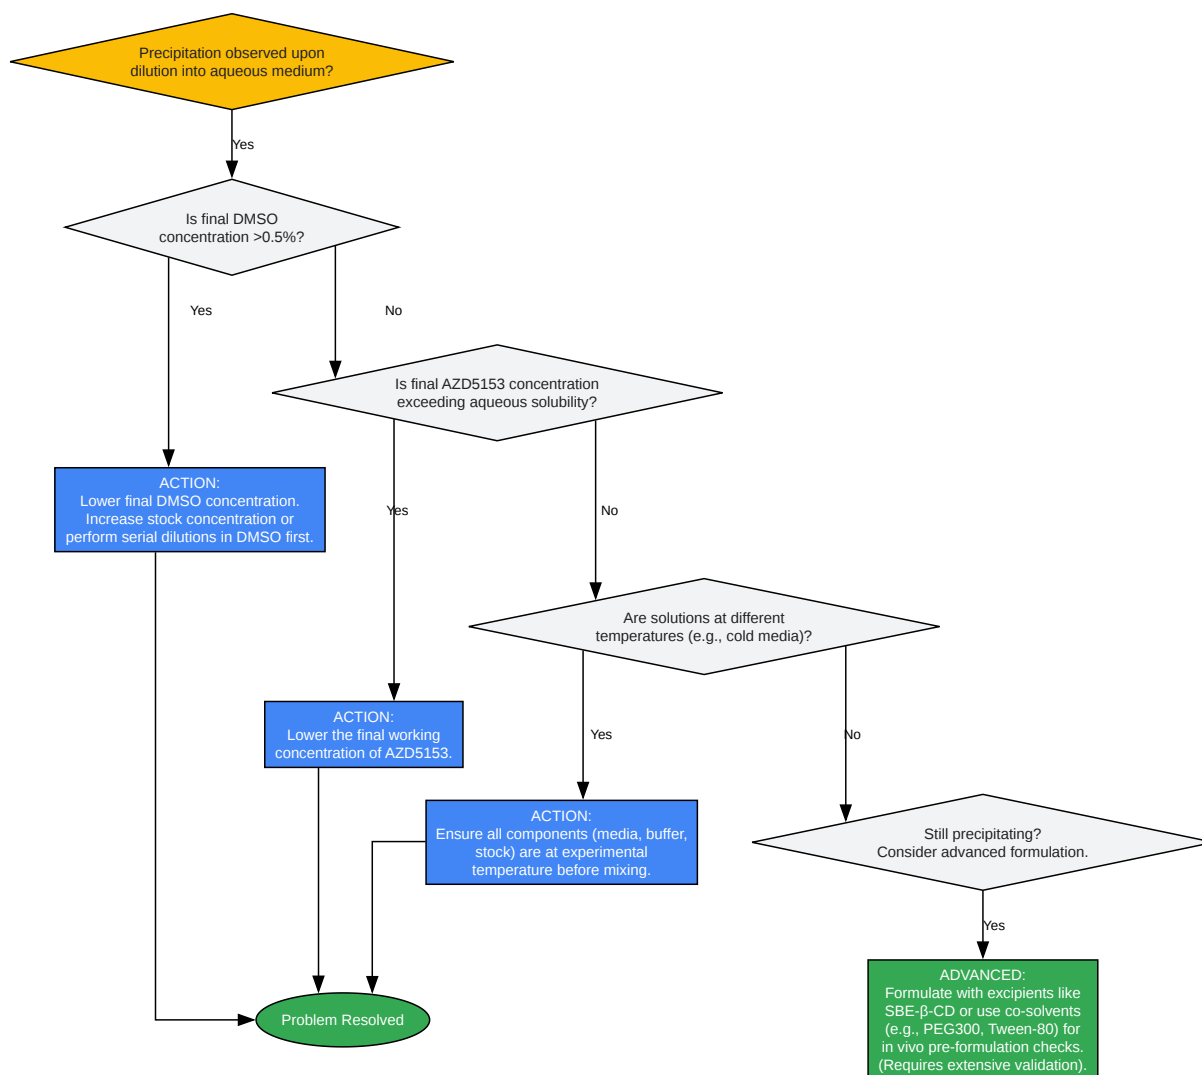 Precipitation observed upon
dilution into aqueous medium?
Yes
Is final DMSO
concentration >0.5%?
Yes
No
Is final AZD5153 concentration
exceeding aqueous solubility?
ACTION:
Lower final DMSO concentration.
Increase stock concentration or
perform serial dilutions in DMSO first.
Yes
No
Are solutions at different
temperatures (e.g., cold media)?
ACTION:
Lower the final working
concentration of AZD5153.
Yes
No
ACTION:
Ensure all components (media, buffer,
stock) are at experimental
temperature before mixing.
Still precipitating?
Consider advanced formulation.
Yes
ADVANCED:
Formulate with excipients like
SBE-β-CD or use co-solvents
(e.g., PEG300, Tween-80) for
in vivo pre-formulation checks.
(Requires extensive validation).
Problem Resolved